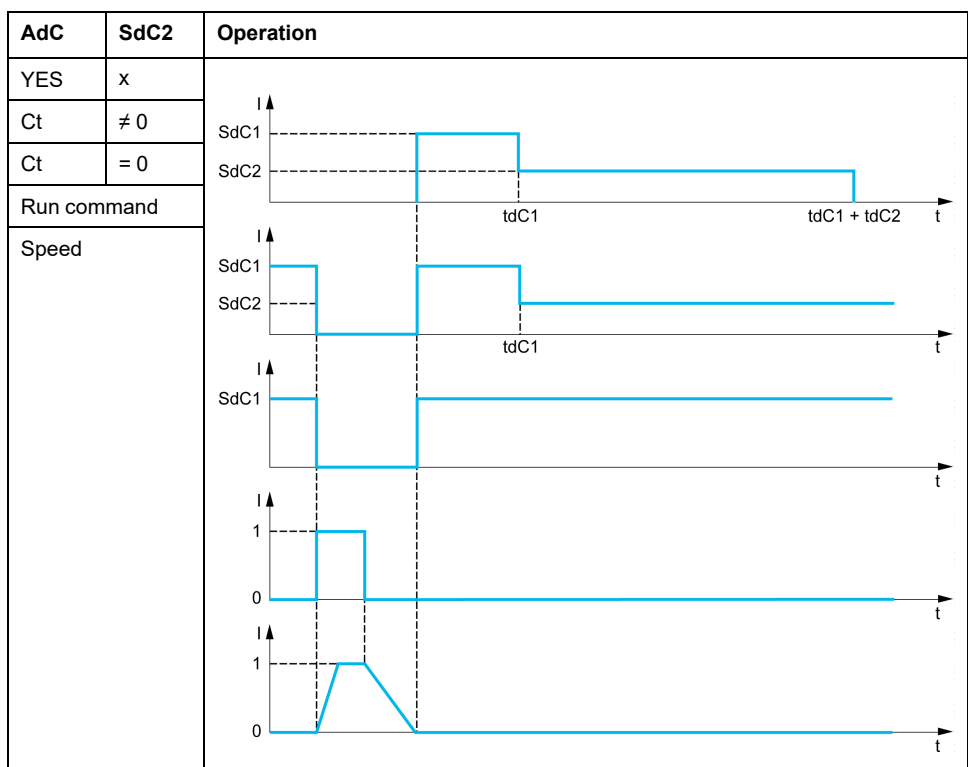 AdC SdC2 Operation
YES x
Ct ≠ 0
Ct = 0
Run command
Speed
I
SdC1
SdC2
tdC1 tdC1 + tdC2 t
I
SdC1
SdC2
tdC1 t
I
SdC1
t
I
1
0
t
I
1
0
t